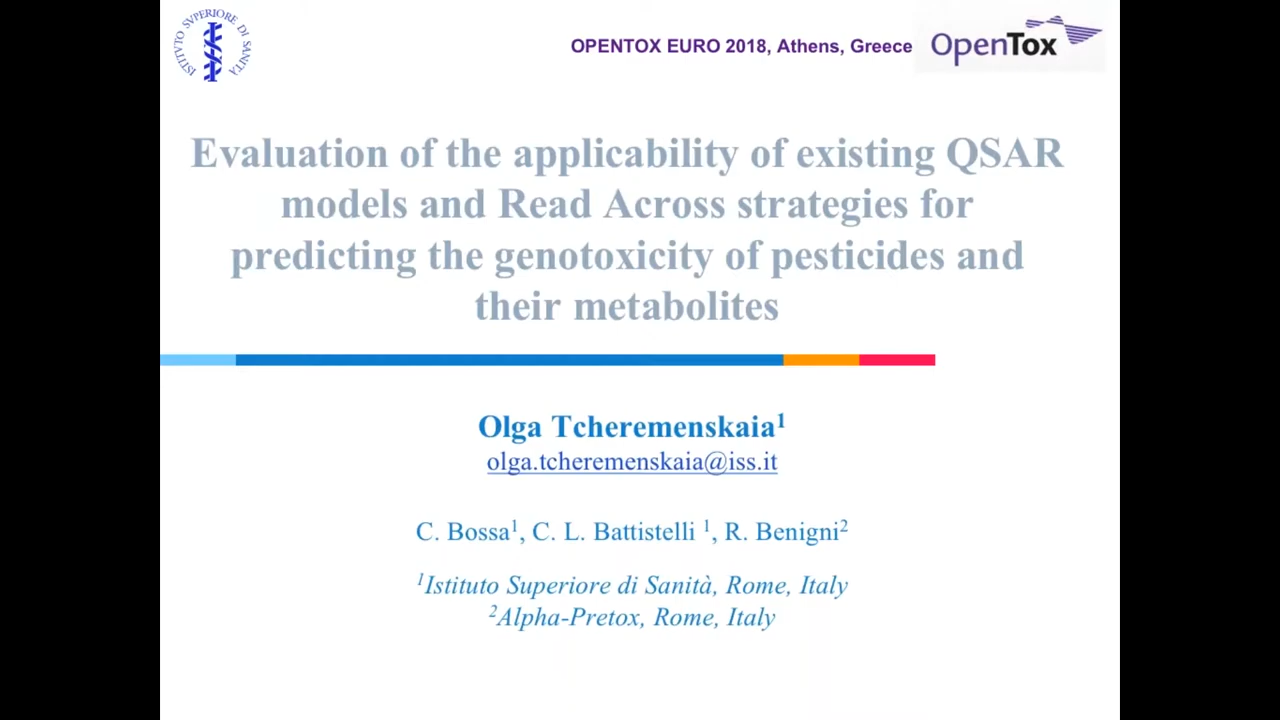 ISTITUTO SVPERIORE DI SANITÀ
OPENTOX EURO 2018, Athens, Greece
OpenTox
Evaluation of the applicability of existing QSAR
models and Read Across strategies for
predicting the genotoxicity of pesticides and
their metabolites
Olga Tcheremenskaia¹
olga.tcheremenskaia@iss.it
C. Bossa¹, C. L. Battistelli ¹, R. Benigni²
¹Istituto Superiore di Sanità, Rome, Italy
²Alpha-Pretox, Rome, Italy